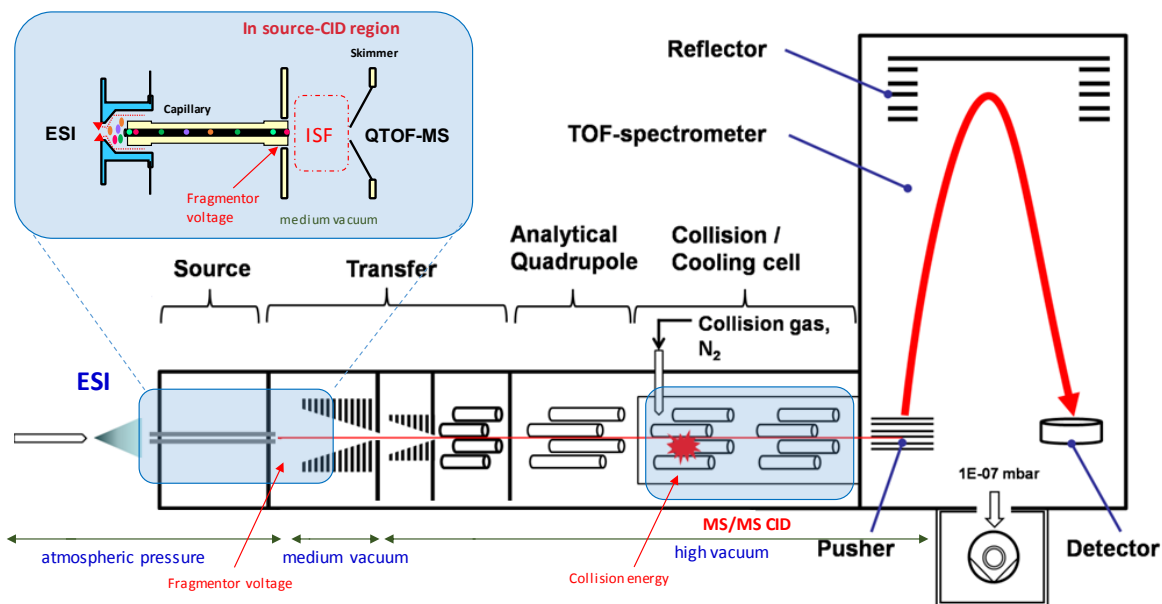 In source-CID region
Skimmer
Capillary
ESI
ISF
QTOF-MS
Fragmentor
voltage
medium vacuum
Reflector
TOF-spectrometer
Source
Transfer
Analytical
Quadrupole
Collision /
Cooling cell
Collision gas,
N₂
ESI
1E-07 mbar
MS/MS CID
atmospheric pressure
medium vacuum
high vacuum
Pusher
Detector
Fragmentor voltage
Collision energy